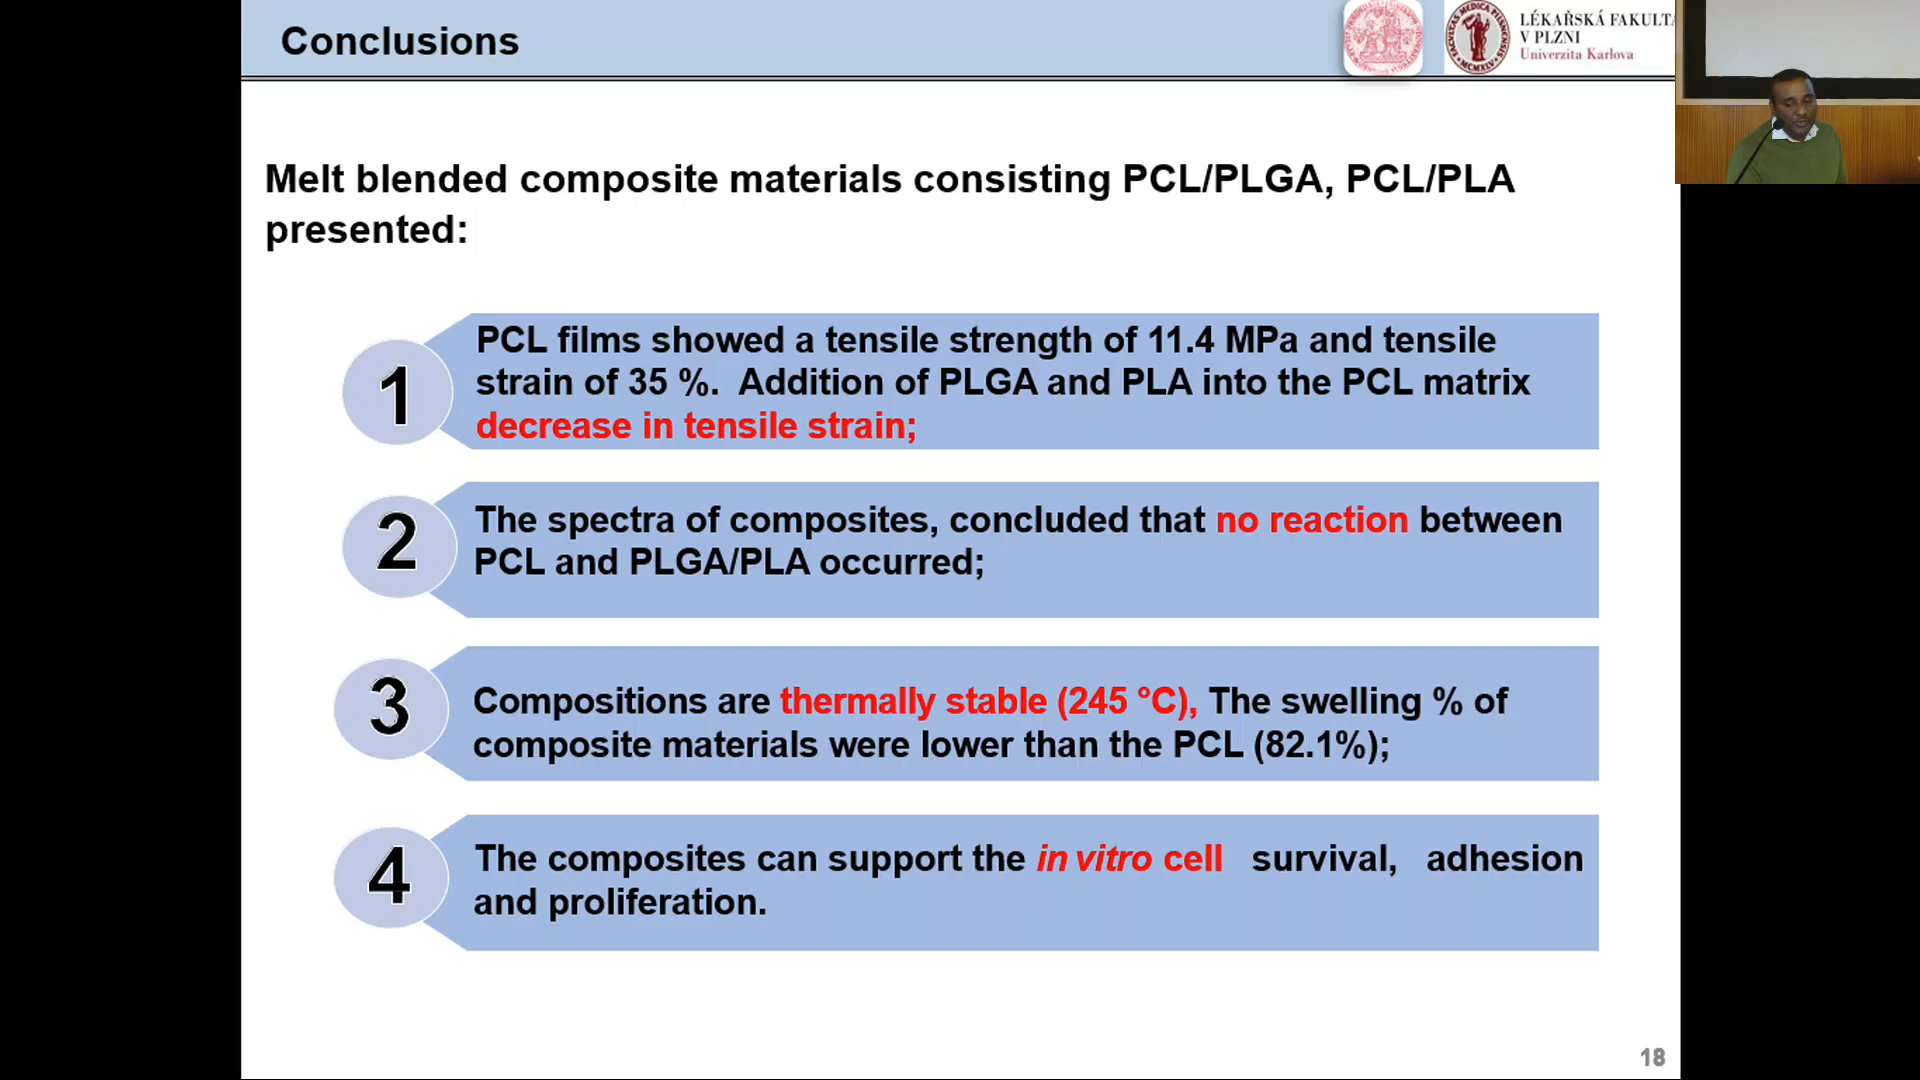 Conclusions
LÉKAŘSKÁ FAKULTA
V PLZNI
Univerzita Karlova
Melt blended composite materials consisting PCL/PLGA, PCL/PLA
presented:
1
PCL films showed a tensile strength of 11.4 MPa and tensile
strain of 35 %. Addition of PLGA and PLA into the PCL matrix
decrease in tensile strain;
2
The spectra of composites, concluded that no reaction between
PCL and PLGA/PLA occurred;
3
Compositions are thermally stable (245 °C), The swelling % of
composite materials were lower than the PCL (82.1%);
4
The composites can support the in vitro cell survival, adhesion
and proliferation.
18